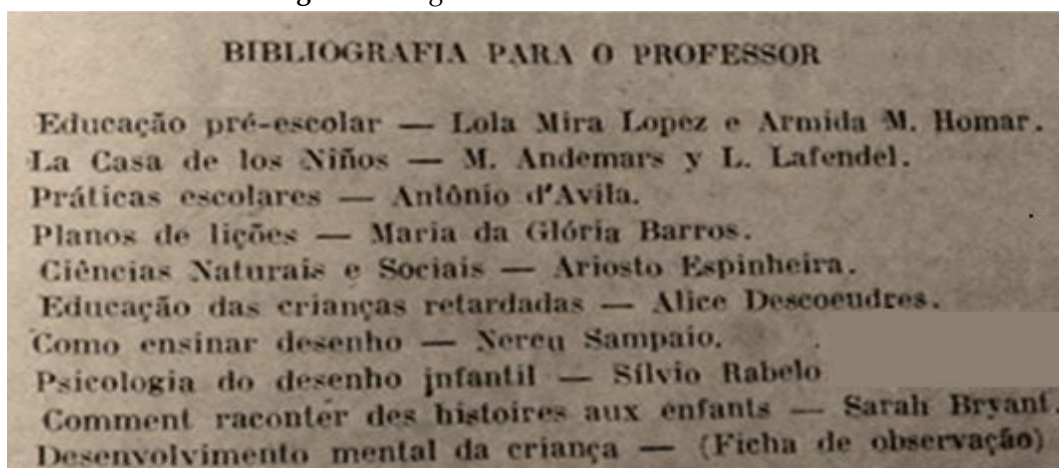 BIBLIOGRAFIA PARA O PROFESSOR
Educação pré-escolar — Lola Mira Lopez e Armida M. Homar.
La Casa de los Niños — M. Andemars y L. Lafendel.
Práticas escolares — Antônio d'Avila.
Planos de lições — Maria da Glória Barros.
Ciências Naturais e Sociais — Ariosto Espinheira.
Educação das crianças retardadas — Alice Descoeudres.
Como ensinar desenho — Nereu Sampaio.
Psicologia do desenho infantil — Sílvio Rabelo
Comment raconter des histoires aux enfants — Sarah Bryant.
Desenvolvimento mental da criança — (Ficha de observação)